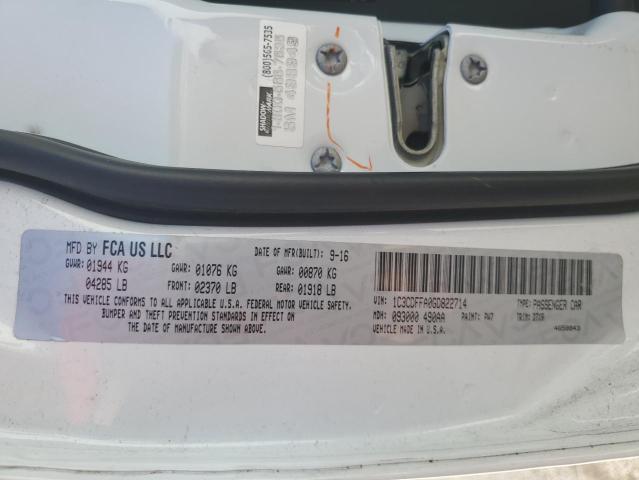 (800)565-7535
SHADOW
MFD BY FCA US LLC
DATE OF MFR(BUILT): 9-16
GVWR: 01944 KG
GAWR: 01076 KG
GAWR: 00870 KG
04285 LB
FRONT: 02370 LB
REAR: 01918 LB
THIS VEHICLE CONFORMS TO ALL APPLICABLE U.S.A. FEDERAL MOTOR VEHICLE SAFETY,
BUMPER AND THEFT PREVENTION STANDARDS IN EFFECT ON
THE DATE OF MANUFACTURE SHOWN ABOVE.
VIN: 1C3CDFFA0GD822714
TYPE: PASSENGER CAR
MDH: 093000 490AA
PAINT: PW7
VEHICLE MADE IN U.S.A.
4650043